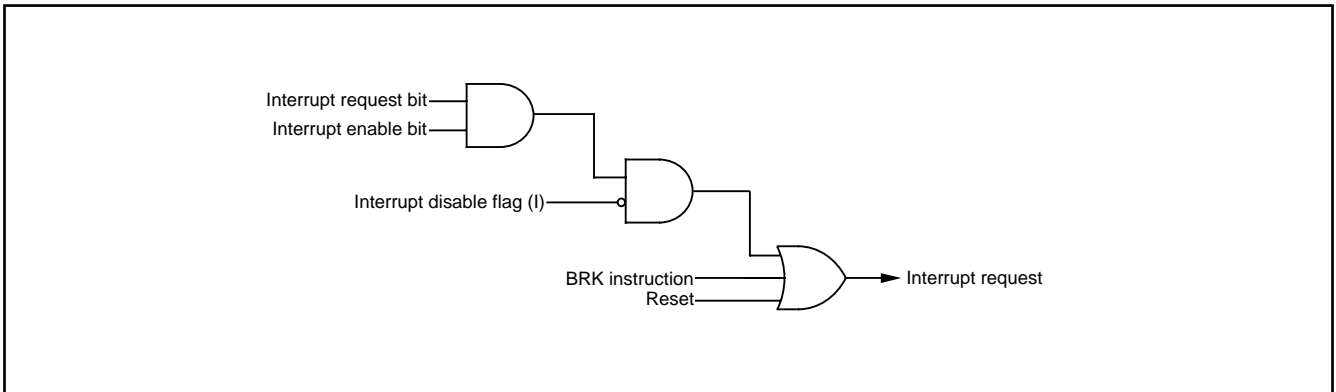 Interrupt request bit
Interrupt enable bit
Interrupt disable flag (I)
BRK instruction
Reset
Interrupt request